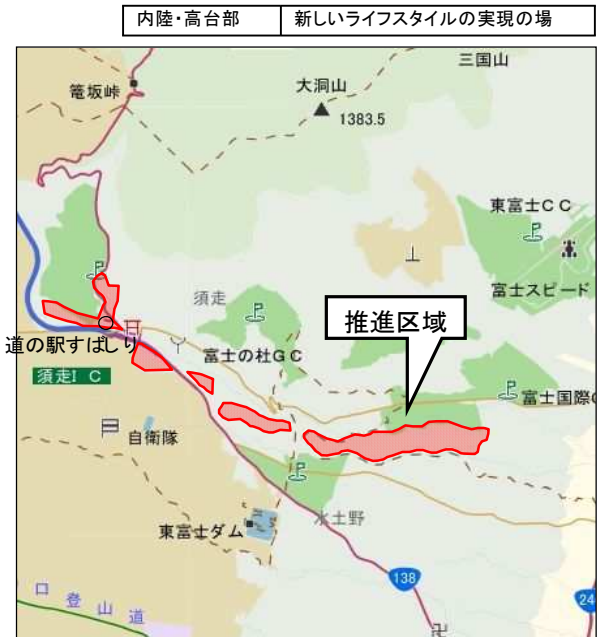 内陸・高台部 新しいライフスタイルの実現の場
三国山
篭坂峠
大洞山
1383.5
東富士CC
須走
富士スピード
推進区域
道の駅すばしり
富士の杜GC
須走IC
富士国際C
自衛隊
水土野
東富士ダム
138
口登山道
24